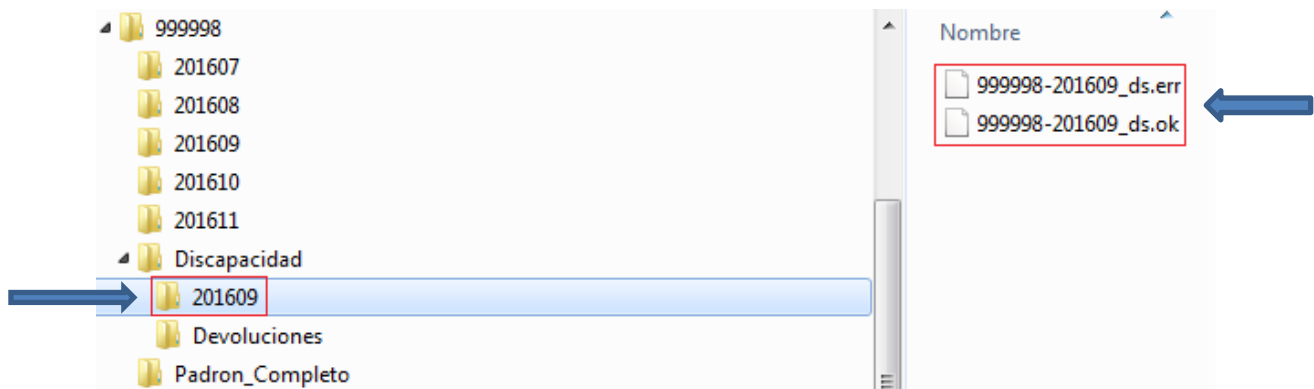 999998
201607
201608
201609
201610
201611
Discapacidad
201609
Devoluciones
Padron_Completo
Nombre
999998-201609_ds.err
999998-201609_ds.ok